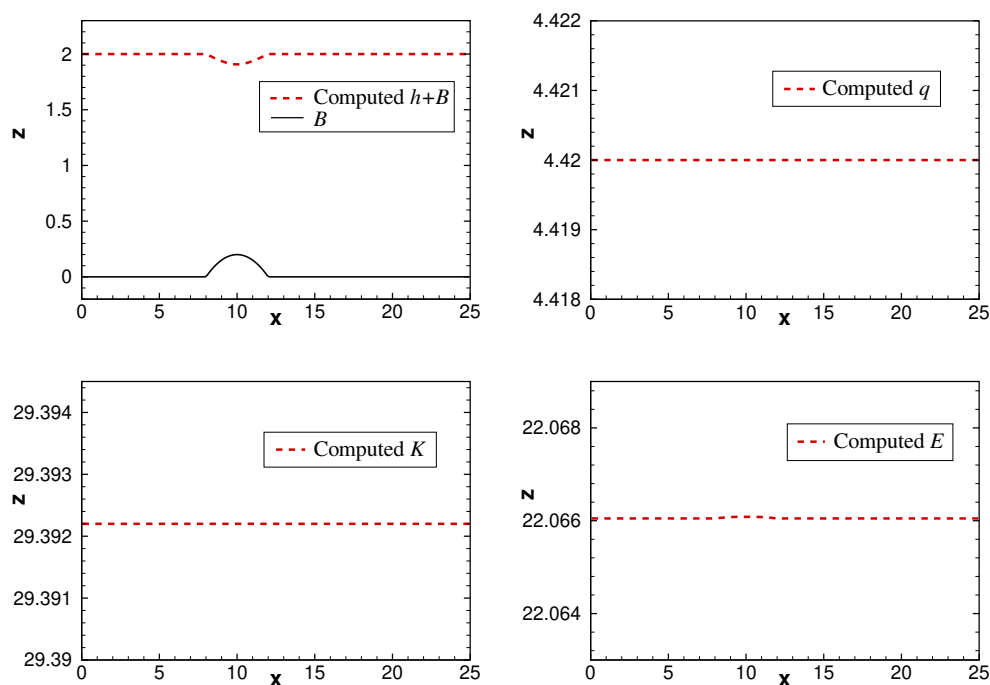 2
1.5
1
0.5
0
z
Computed h+B
B
0 5 10 15 20 25
x
4.422
4.421
4.42
4.419
4.418
z
Computed q
0 5 10 15 20 25
x
29.394
29.393
29.392
29.391
29.39
z
Computed K
0 5 10 15 20 25
x
22.068
22.066
22.064
z
Computed E
0 5 10 15 20 25
x